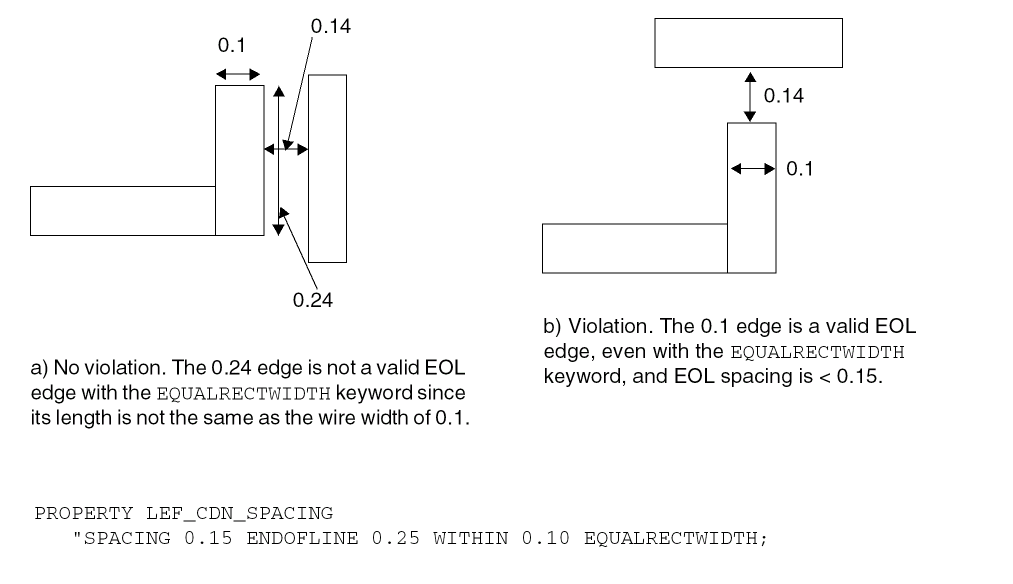 0.14
0.1
0.24
a) No violation. The 0.24 edge is not a valid EOL
edge with the EQUALRECTWIDTH keyword since
its length is not the same as the wire width of 0.1.
0.14
0.1
b) Violation. The 0.1 edge is a valid EOL
edge, even with the EQUALRECTWIDTH
keyword, and EOL spacing is < 0.15.
PROPERTY LEF_CDN_SPACING
"SPACING 0.15 ENDOFLINE 0.25 WITHIN 0.10 EQUALRECTWIDTH;